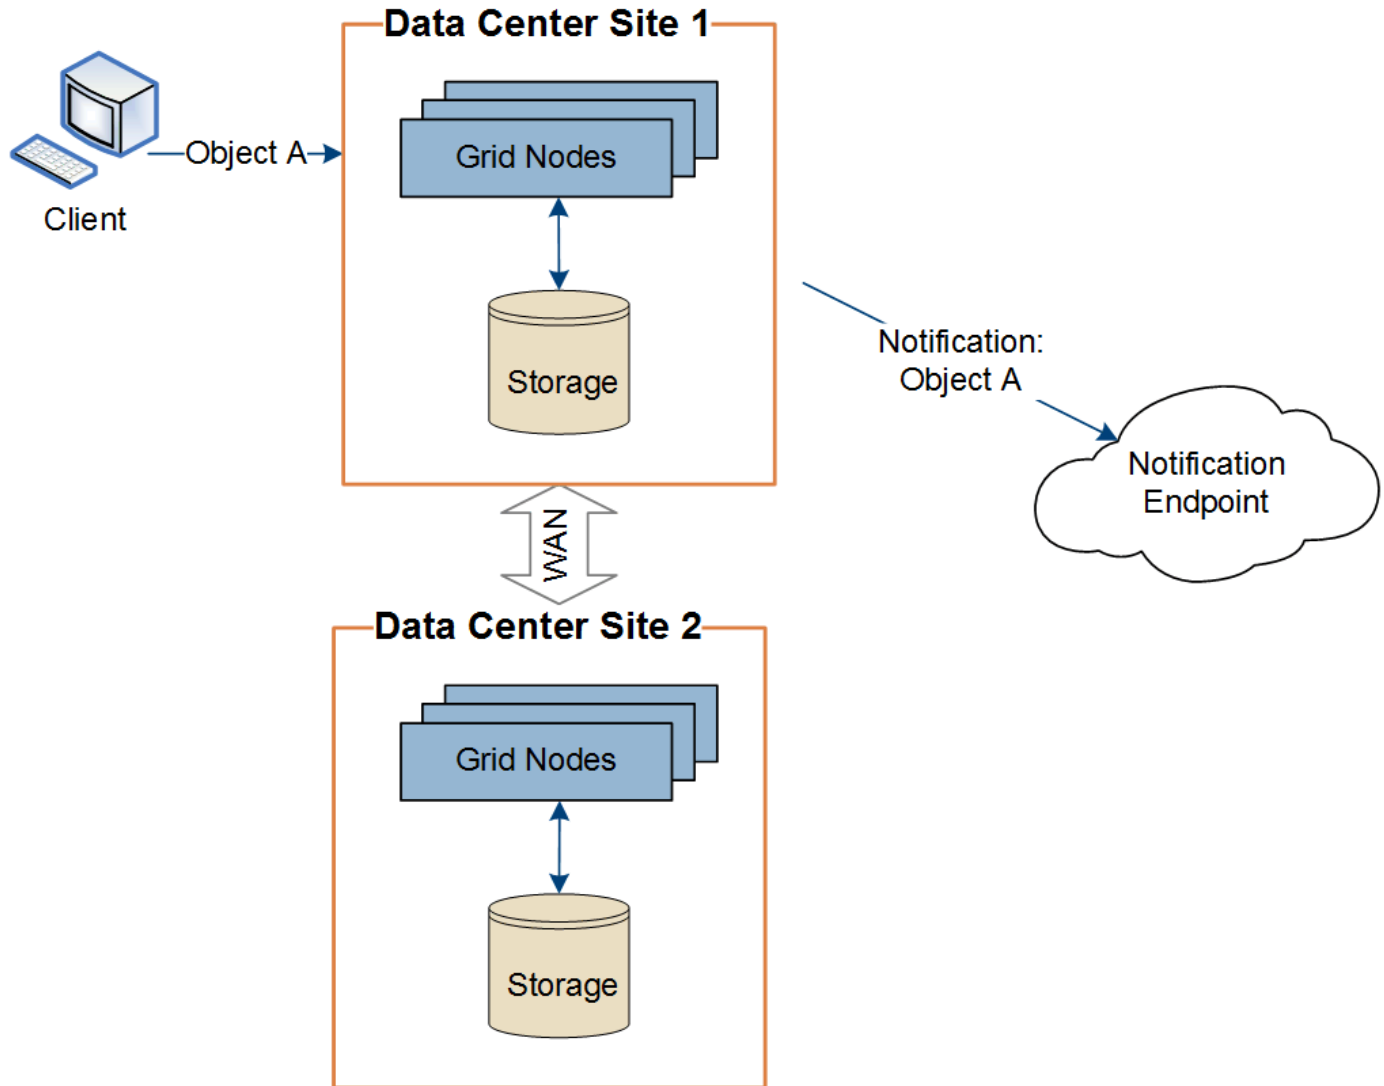 Data Center Site 1
Grid Nodes
Object A
Client
Storage
Notification:
Object A
Notification
Endpoint
WAN
Data Center Site 2
Grid Nodes
Storage